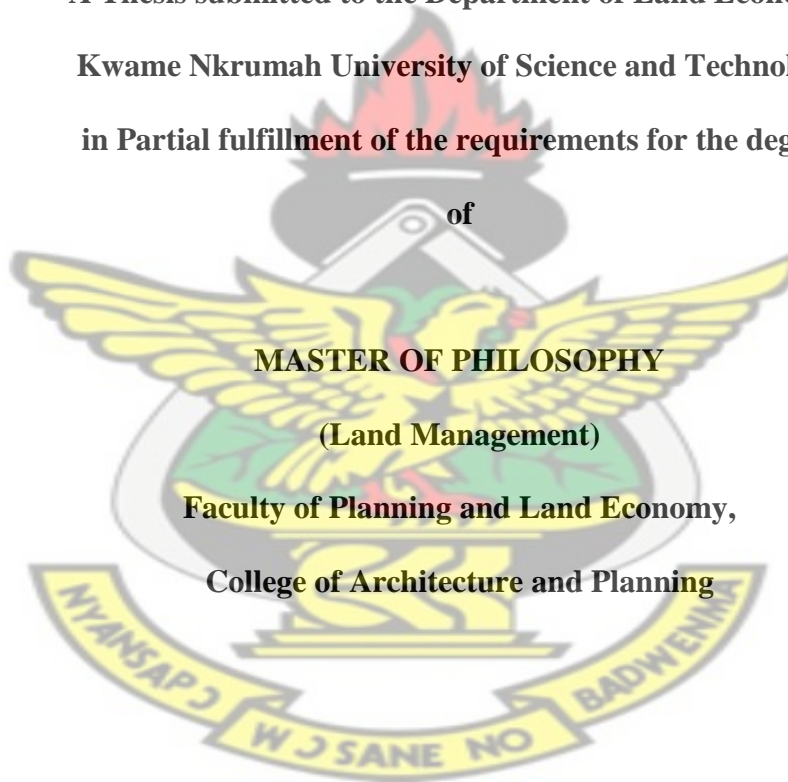 A Thesis submitted to the Department of Land Econo
Kwame Nkrumah University of Science and Technol
in Partial fulfillment of the requirements for the deg
of
MASTER OF PHILOSOPHY
(Land Management)
Faculty of Planning and Land Economy,
College of Architecture and Planning
NYANSAPƆ WƆSANE NO BADWENMA